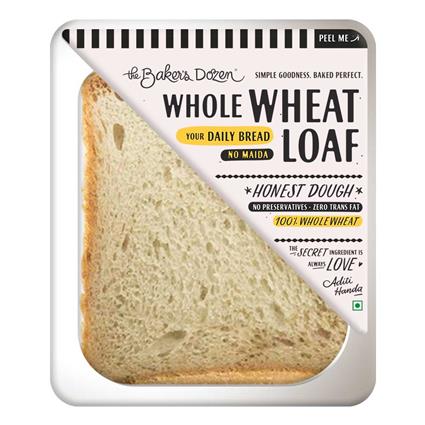 PEEL ME
the Baker's Dozen
SIMPLE GOODNESS. BAKED PERFECT.
WHOLE WHEAT
LOAF
YOUR DAILY BREAD
NO MAIDA
HONEST DOUGH
NO PRESERVATIVES - ZERO TRANS FAT
100% WHOLEWHEAT
THE SECRET INGREDIENT IS
ALWAYS LOVE
Aditi
Handa